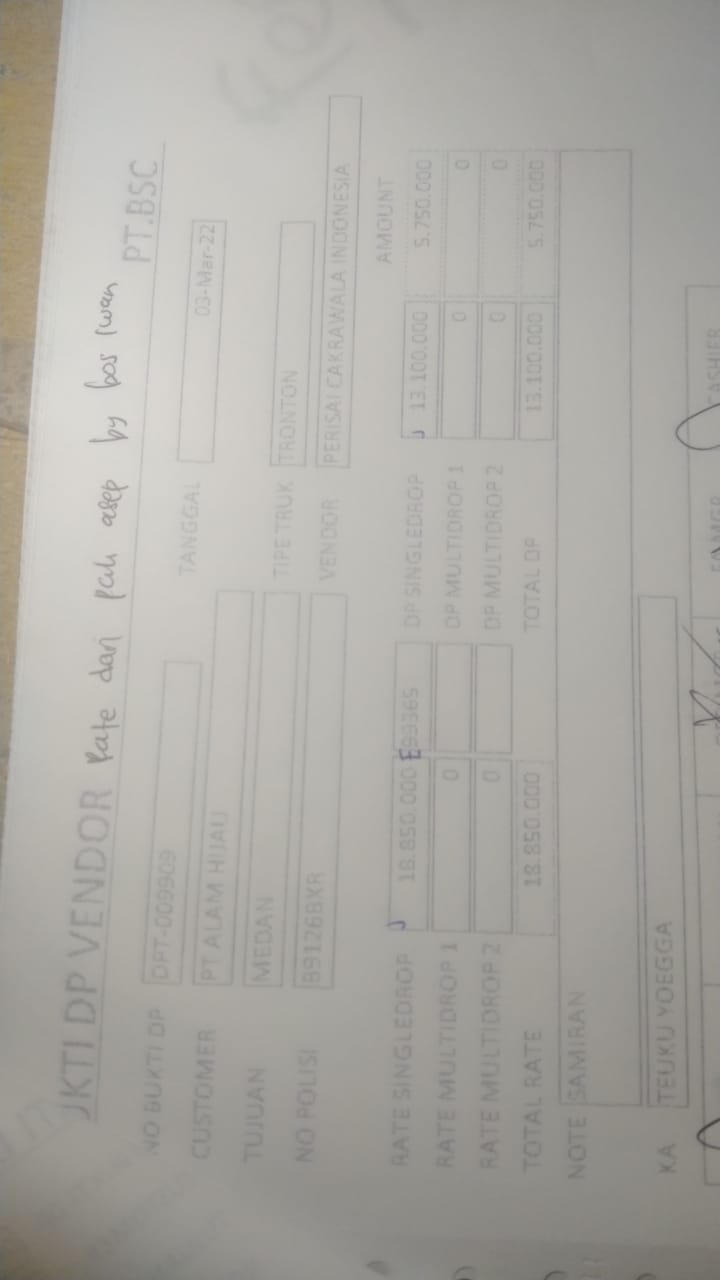 UKTI DP VENDOR Rate dari pak asep by bos Iwan
PT.BSC
NO BUKTI DP DPT-009909 TANGGAL 03-Mar-22
CUSTOMER PT ALAM HIJAU
TUJUAN MEDAN TIPE TRUK TRONTON
NO POLISI B9126BXR VENDOR PERISAI CAKRAWALA INDONESIA
AMOUNT
RATE SINGLEDROP 18.850.000 E99365 DP SINGLEDROP 13.100.000 5.750.000
RATE MULTIDROP 1 0 DP MULTIDROP 1 0 0
RATE MULTIDROP 2 0 DP MULTIDROP 2 0 0
TOTAL RATE 18.850.000 TOTAL DP 13.100.000 5.750.000
NOTE SAMIRAN
KA TEUKU YOEGGA
CASHIER